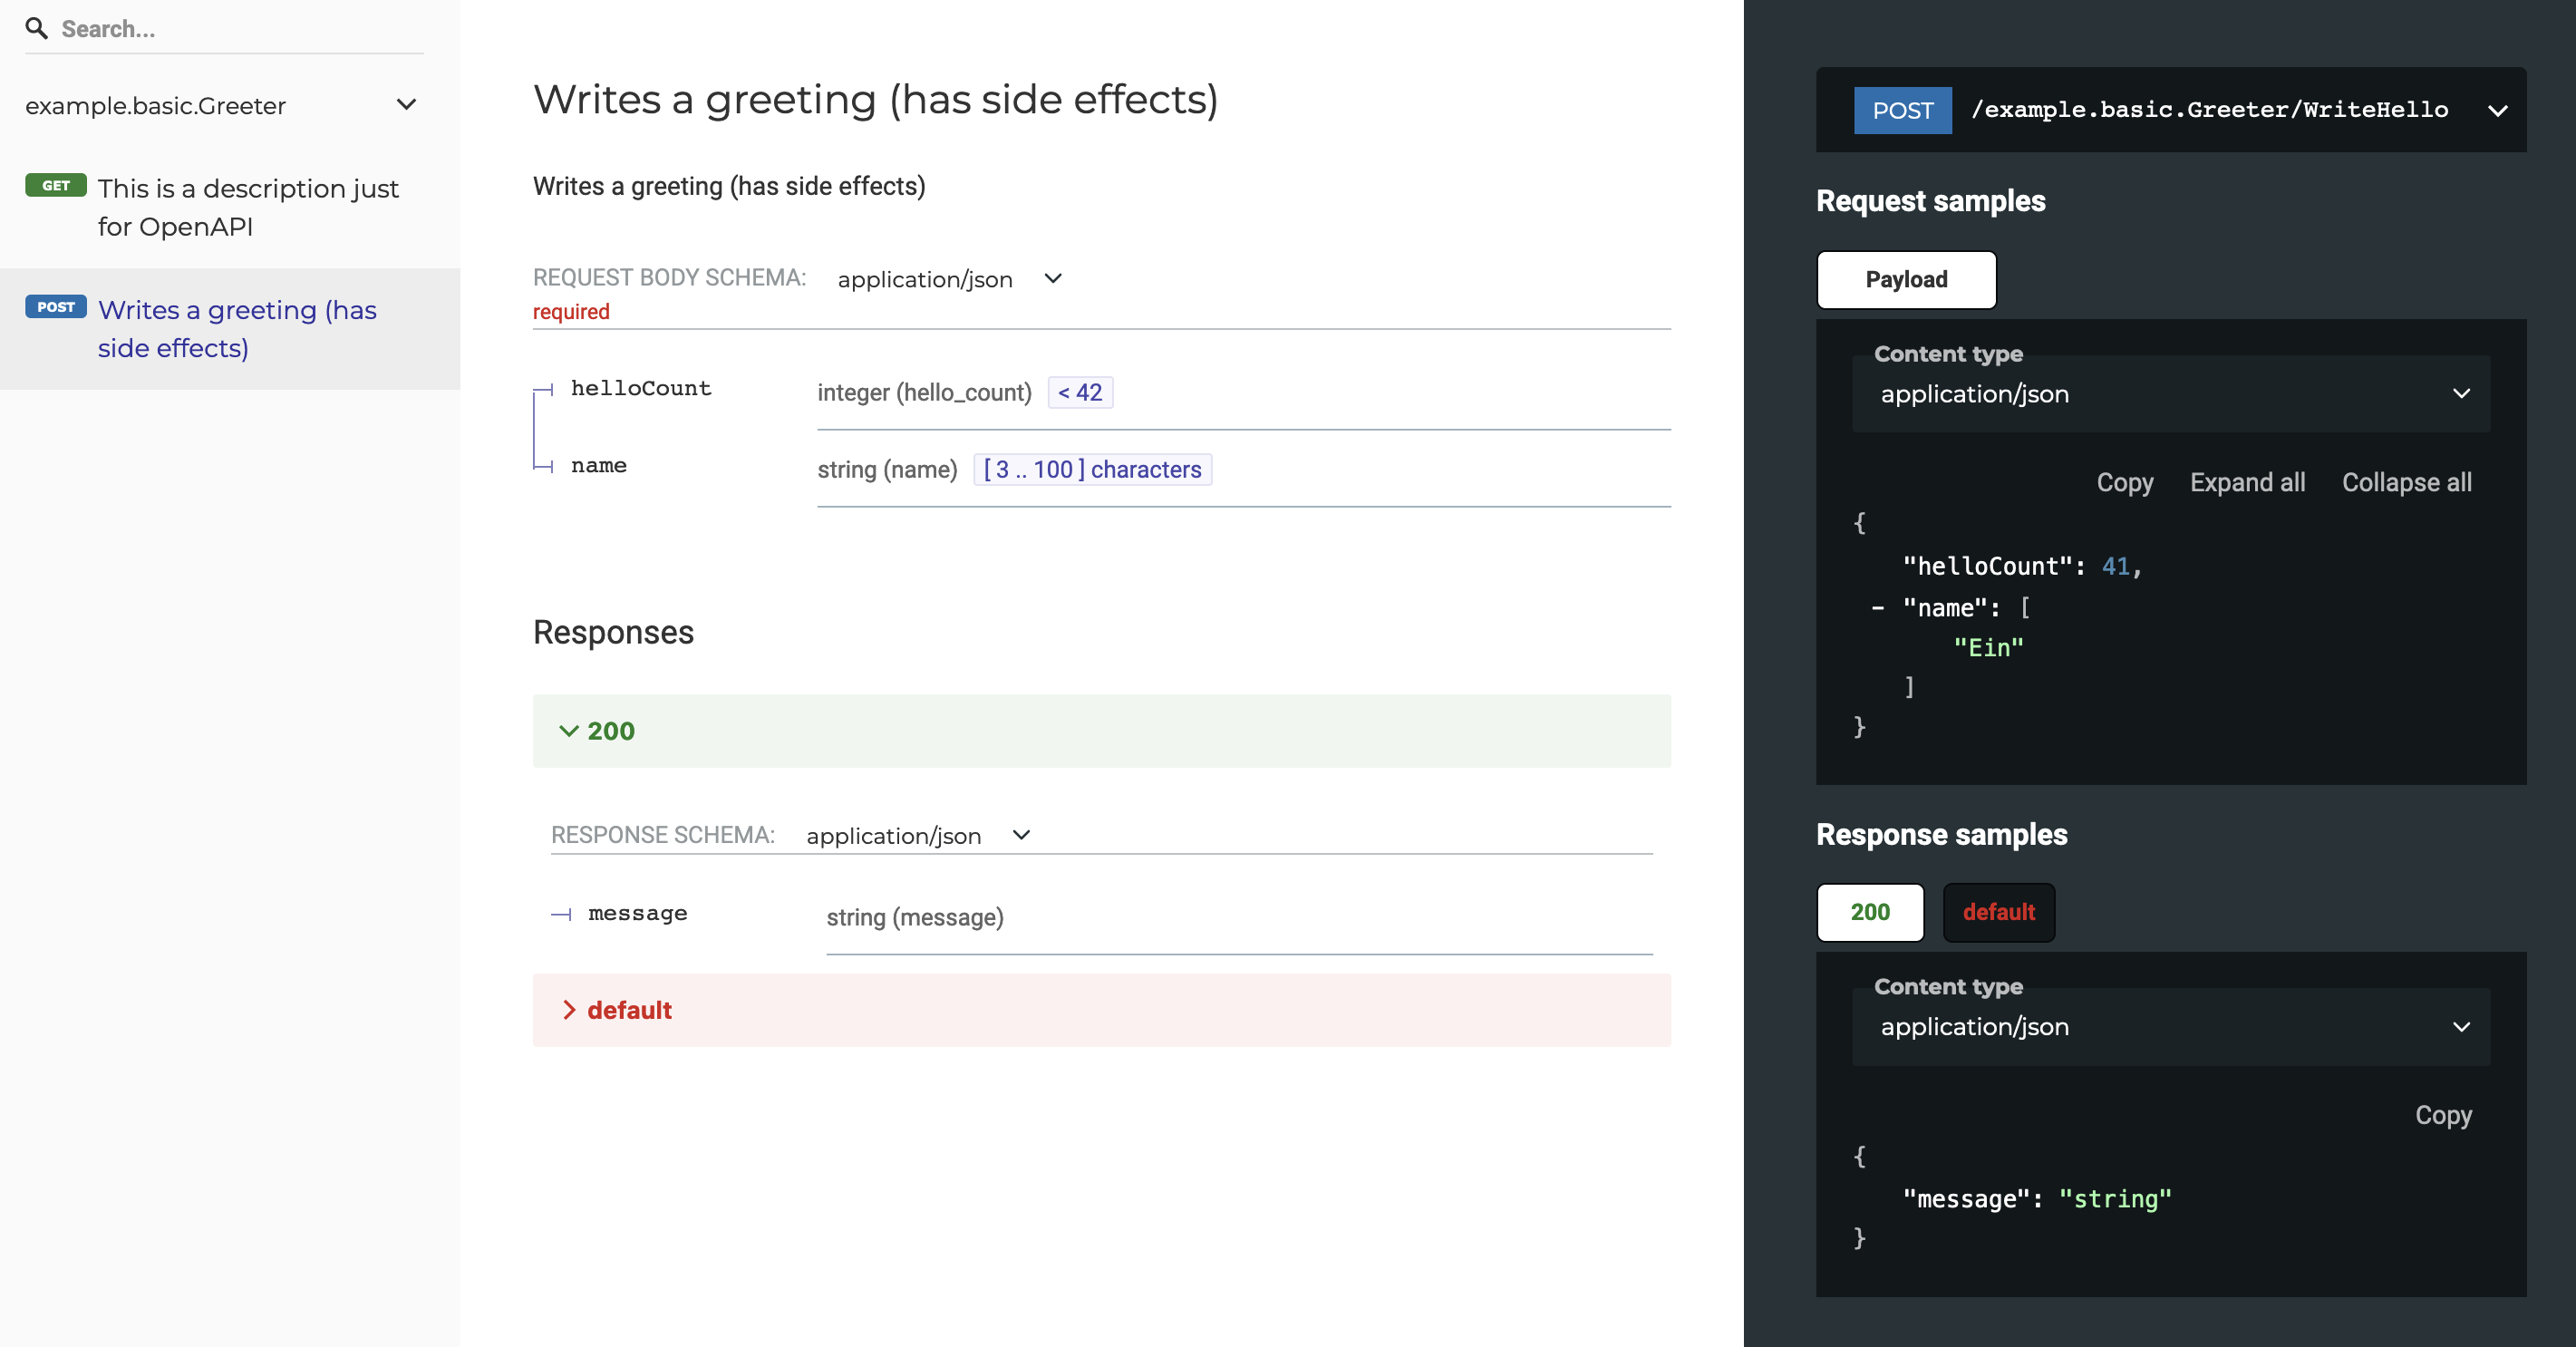 Search...
example.basic.Greeter
GET This is a description just
for OpenAPI
POST Writes a greeting (has
side effects)
Writes a greeting (has side effects)
Writes a greeting (has side effects)
REQUEST BODY SCHEMA: application/json
required
helloCount integer (hello_count) < 42
name string (name) [ 3 .. 100 ] characters
Responses
200
RESPONSE SCHEMA: application/json
message string (message)
default
POST /example.basic.Greeter/WriteHello
Request samples
Payload
Content type
application/json
Copy Expand all Collapse all
{
"helloCount": 41,
- "name": [
"Ein"
]
}
Response samples
200 default
Content type
application/json
Copy
{
"message": "string"
}